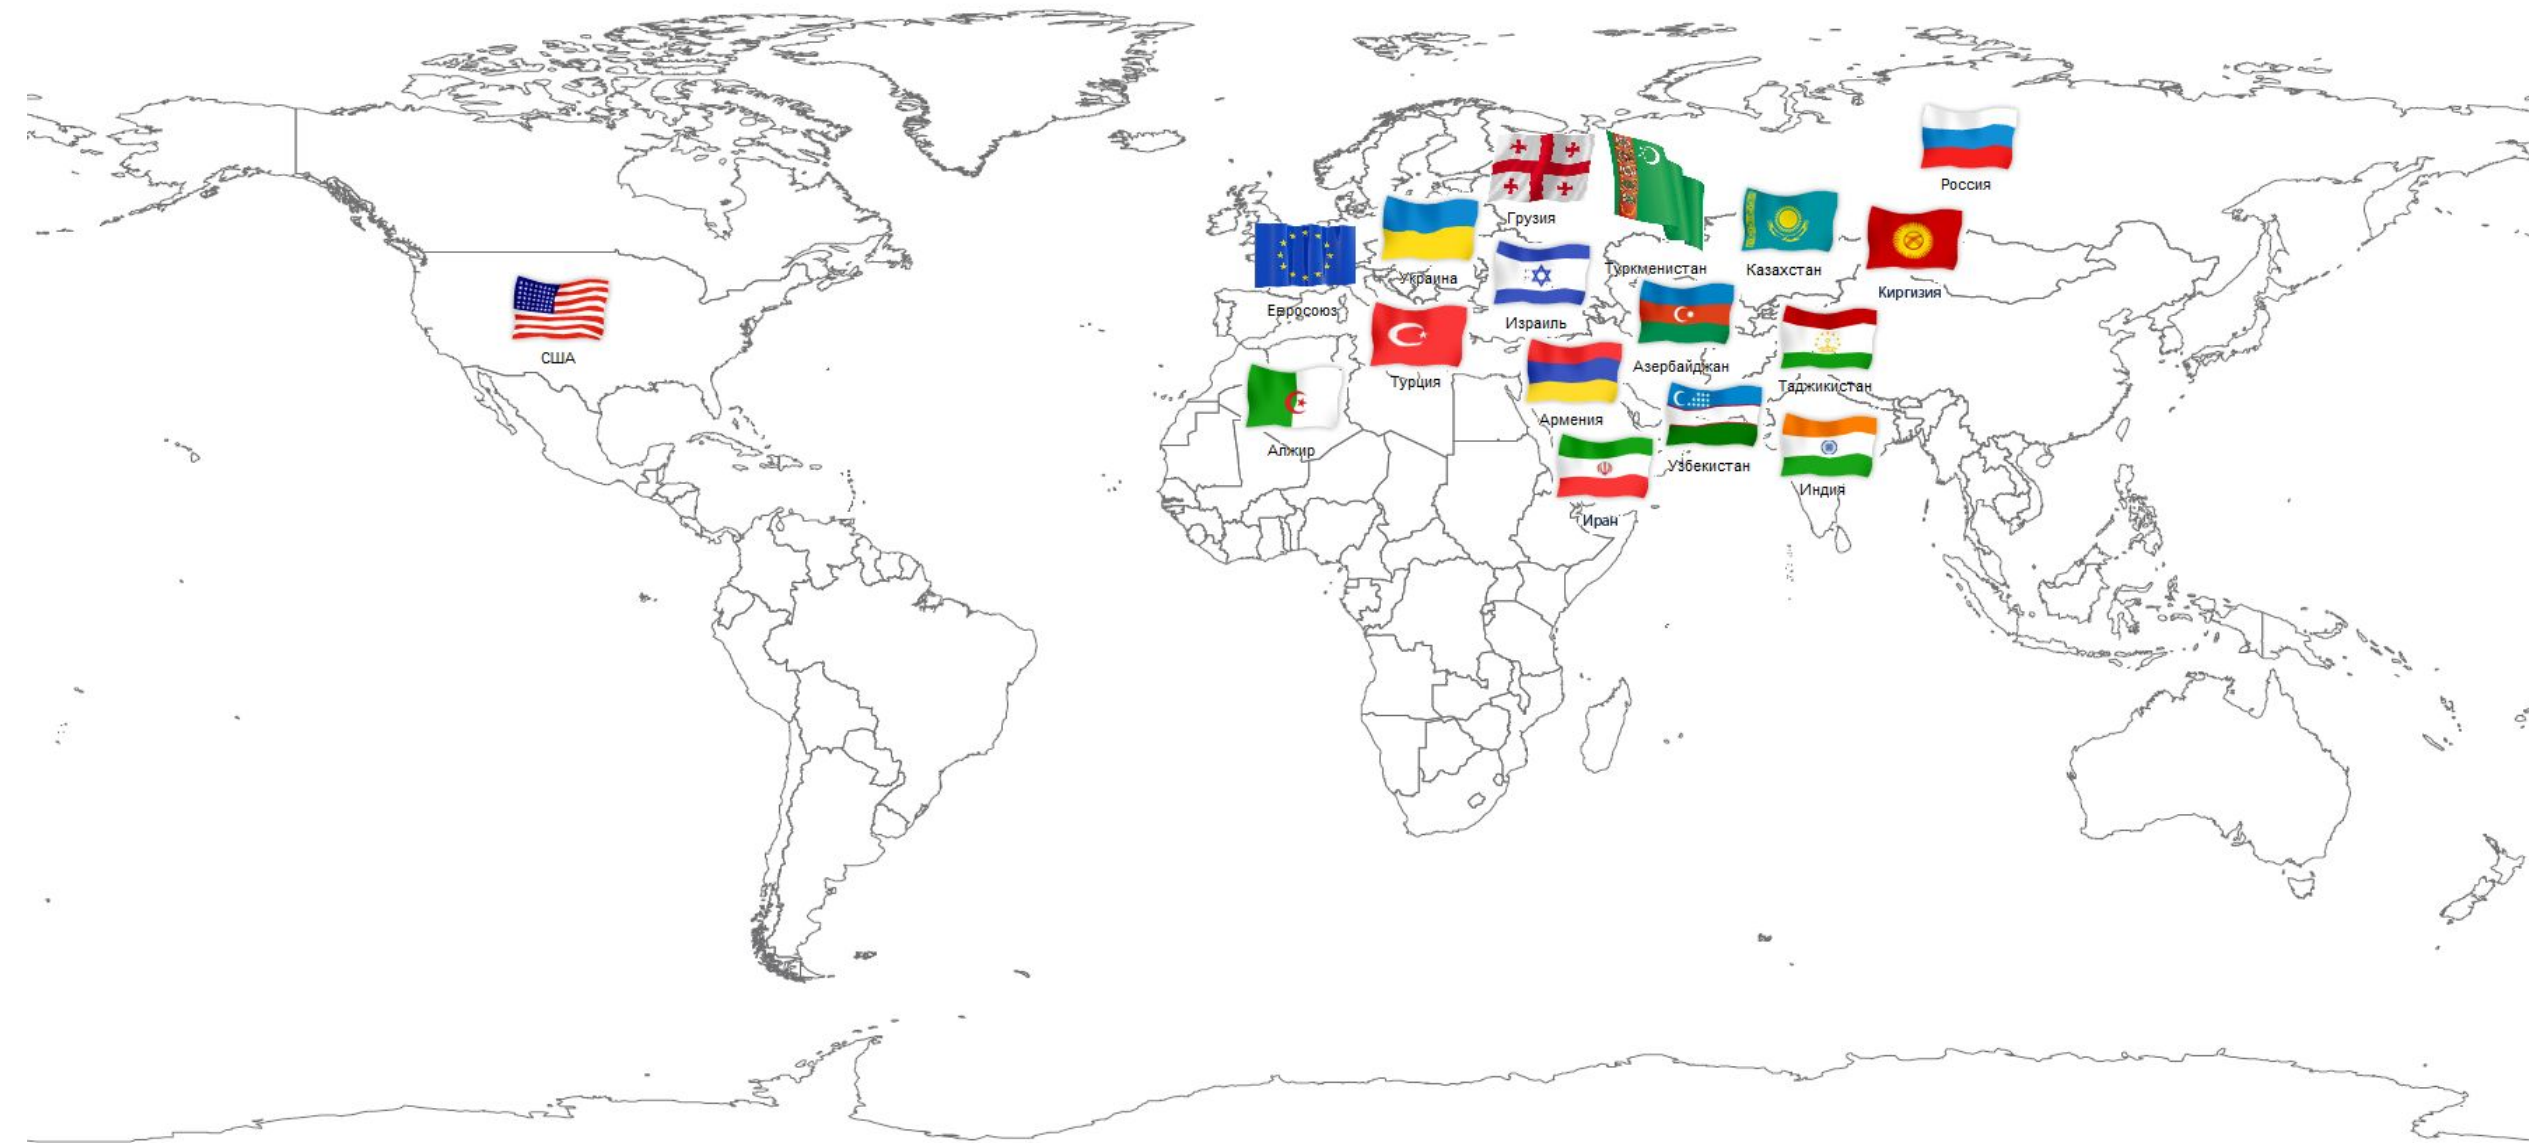 Россия
Грузия
Туркменистан
Казахстан
Украина
Киргизия
Евросоюз
Израиль
США
Азербайджан
Турция
Таджикистан
Армения
Алжир
Узбекистан
Индия
Иран